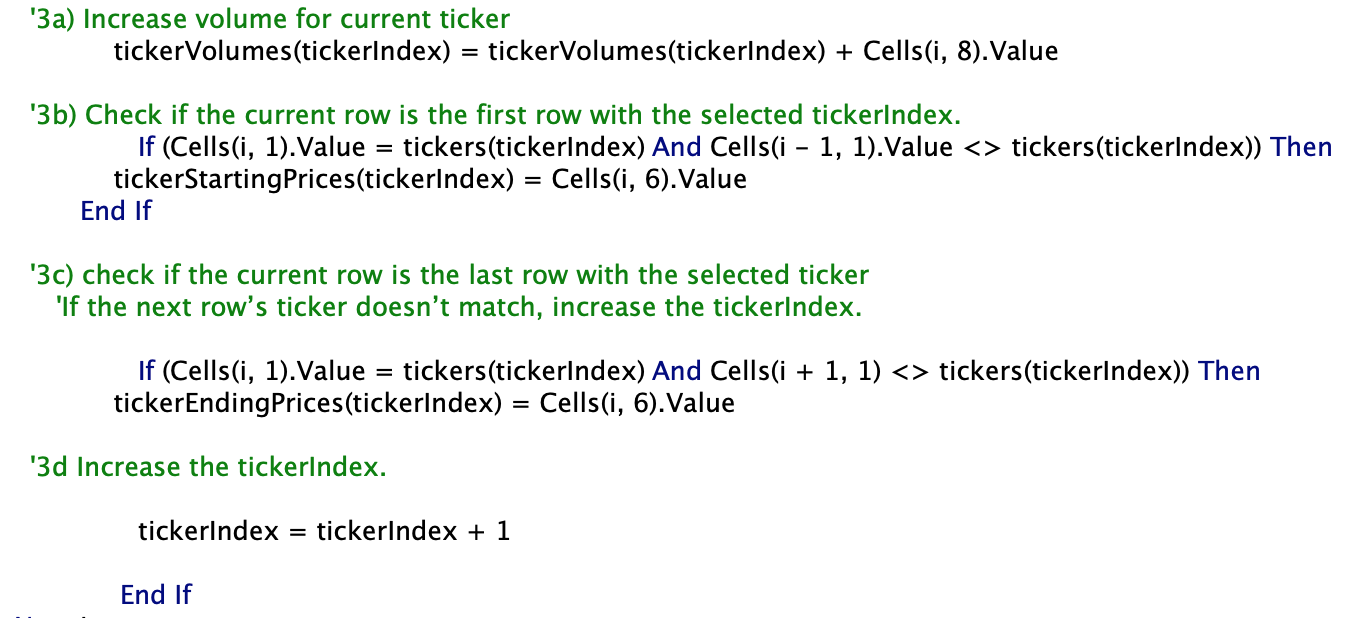 '3a) Increase volume for current ticker
tickerVolumes(tickerIndex) = tickerVolumes(tickerIndex) + Cells(i, 8).Value
'3b) Check if the current row is the first row with the selected tickerIndex.
If (Cells(i, 1).Value = tickers(tickerIndex) And Cells(i - 1, 1).Value <> tickers(tickerIndex)) Then
tickerStartingPrices(tickerIndex) = Cells(i, 6).Value
End If
'3c) check if the current row is the last row with the selected ticker
'If the next row’s ticker doesn’t match, increase the tickerIndex.
If (Cells(i, 1).Value = tickers(tickerIndex) And Cells(i + 1, 1) <> tickers(tickerIndex)) Then
tickerEndingPrices(tickerIndex) = Cells(i, 6).Value
'3d Increase the tickerIndex.
tickerIndex = tickerIndex + 1
End If